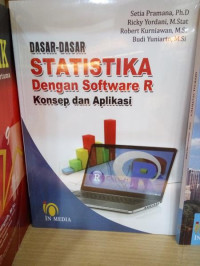 Setia Pramana, Ph.D
Ricky Yordani, M.Stat
Robert Kurniawan, M.S
Budi Yuniarto, M.Si
DASAR-DASAR
STATISTIKA
Dengan Software R
Konsep dan Aplikasi
IN MEDIA